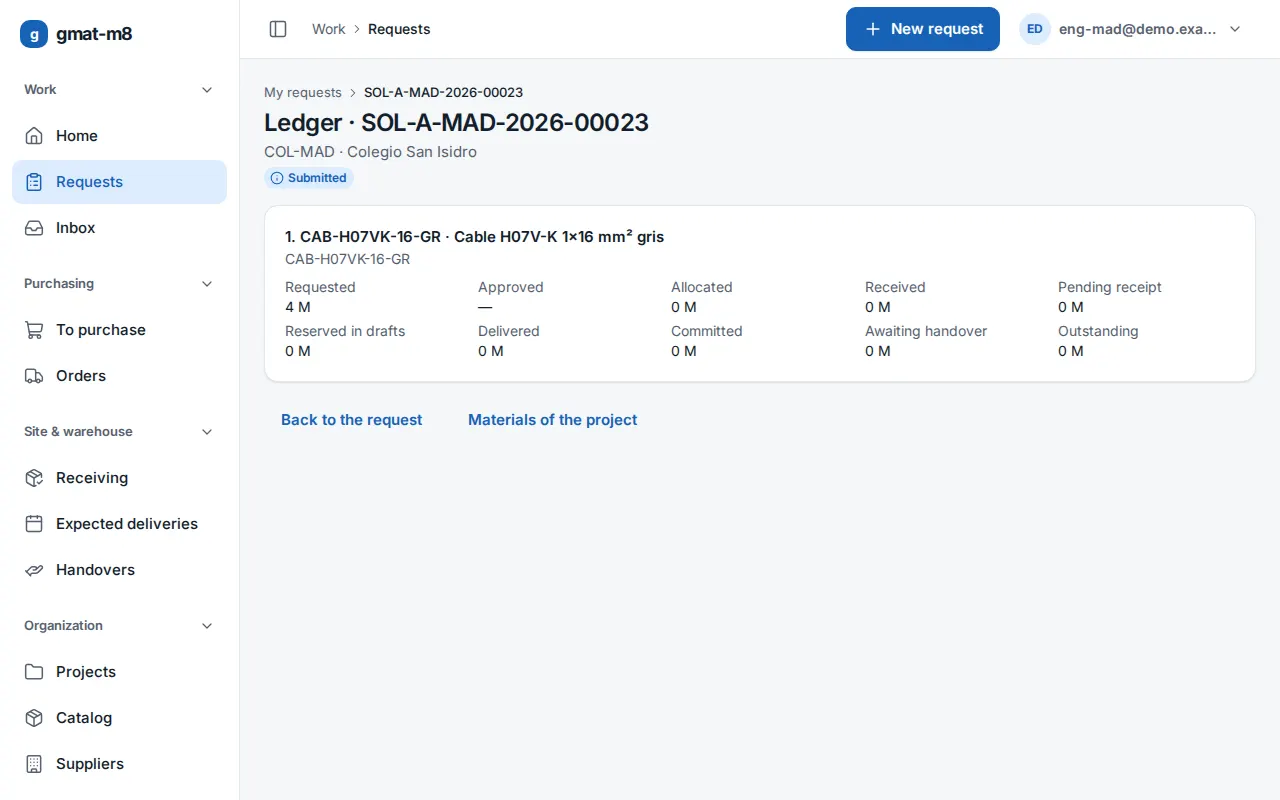 g gmat-m8
Work
Home
Requests
Inbox
Purchasing
To purchase
Orders
Site & warehouse
Receiving
Expected deliveries
Handovers
Organization
Projects
Catalog
Suppliers
Work > Requests
+ New request
ED eng-mad@demo.exa...
My requests > SOL-A-MAD-2026-00023
Ledger · SOL-A-MAD-2026-00023
COL-MAD · Colegio San Isidro
Submitted
1. CAB-H07VK-16-GR · Cable H07V-K 1×16 mm² gris
CAB-H07VK-16-GR
Requested Approved Allocated Received Pending receipt
4 M — 0 M 0 M 0 M
Reserved in drafts Delivered Committed Awaiting handover Outstanding
0 M 0 M 0 M 0 M 0 M
Back to the request Materials of the project